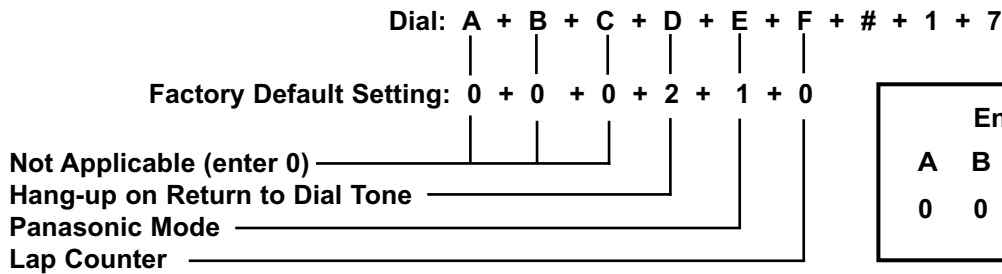 Dial: A + B + C + D + E + F + # + 1 + 7
Factory Default Setting: 0 + 0 + 0 + 2 + 1 + 0
Not Applicable (enter 0)
Hang-up on Return to Dial Tone
Panasonic Mode
Lap Counter
A B
0 0